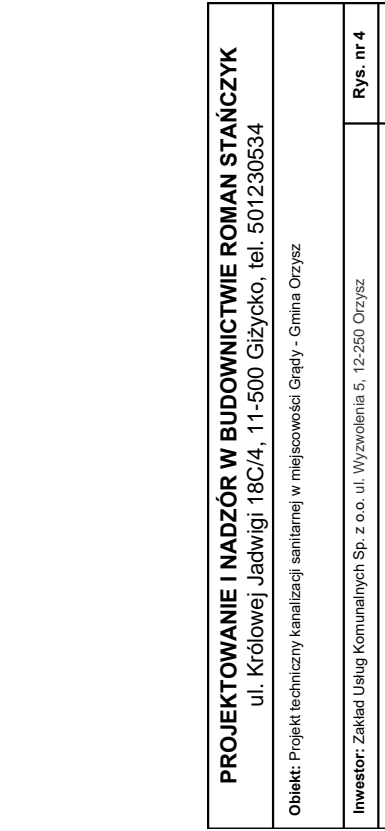 PROJEKTOWANIE I NADZÓR W BUDOWNICTWIE ROMAN STAŃCZYK
ul. Królowej Jadwigi 18C/4, 11-500 Giżycko, tel. 501230534
Obiekt: Projekt techniczny kanalizacji sanitarnej w miejscowości Grądy - Gmina Orzysz
Inwestor: Zakład Usług Komunalnych Sp. z o.o. ul. Wyzwolenia 5, 12-250 Orzysz
Rys. nr 4